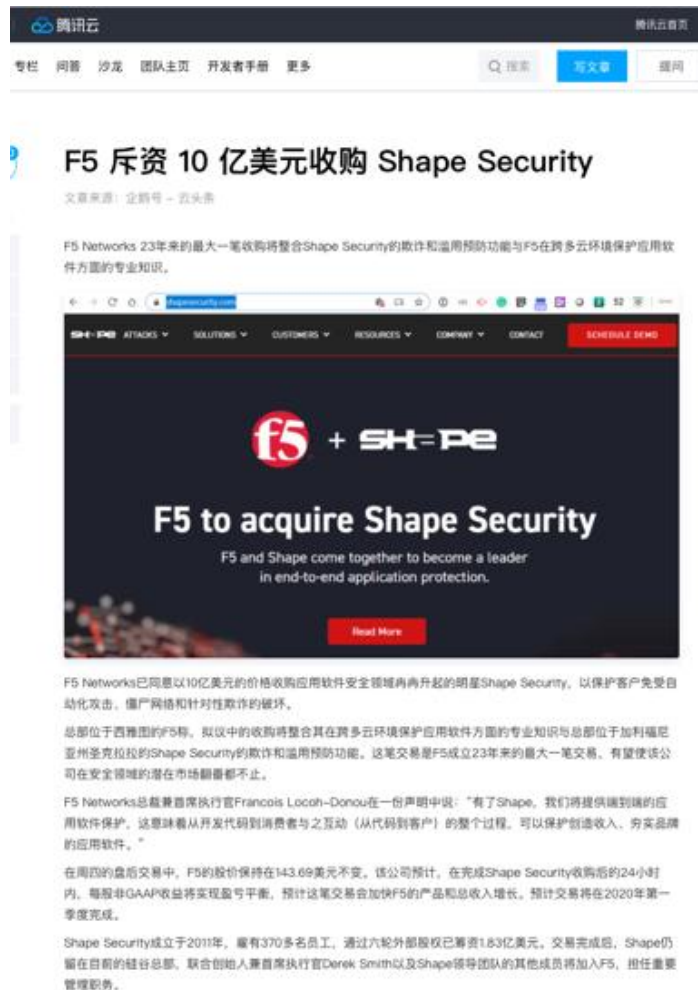 腾讯云
腾讯云首页
专栏 问答 沙龙 团队主页 开发者手册 更多
搜索 写文章 提问
F5 斥资 10 亿美元收购 Shape Security
文章来源：企鹅号 - 云头条
F5 Networks 23年来的最大一笔收购将整合Shape Security的欺诈和滥用预防功能与F5在跨多云环境保护应用软
件方面的专业知识。
shapesecurity.com
SHAPE ATTACKS SOLUTIONS CUSTOMERS RESOURCES COMPANY CONTACT SCHEDULE DEMO
f5 + SHAPE
F5 to acquire Shape Security
F5 and Shape come together to become a leader
in end-to-end application protection.
Read More
F5 Networks已同意以10亿美元的价格收购应用软件安全领域冉冉升起的明星Shape Security，以保护客户免受自
动化攻击、僵尸网络和针对性欺诈的破坏。
总部位于西雅图的F5称，拟议中的收购将整合其在跨多云环境保护应用软件方面的专业知识与总部位于加利福尼
亚州圣克拉拉的Shape Security的欺诈和滥用预防功能。这笔交易是F5成立23年来的最大一笔交易，有望使该公
司在安全领域的潜在市场翻番都不止。
F5 Networks总裁兼首席执行官Francois Locoh-Donou在一份声明中说：“有了Shape，我们将提供端到端的应
用软件保护，这意味着从开发代码到消费者与之互动（从代码到客户）的整个过程，可以保护创造收入、夯实品牌
的应用软件。”
在周四的盘后交易中，F5的股价保持在143.69美元不变。该公司预计，在完成Shape Security收购后的24小时
内，每股非GAAP收益将实现盈亏平衡，预计这笔交易会加快F5的产品和总收入增长。预计交易将在2020年第一
季度完成。
Shape Security成立于2011年，雇有370多名员工，通过六轮外部股权已筹资1.83亿美元。交易完成后，Shape仍
留在目前的硅谷总部，联合创始人兼首席执行官Derek Smith以及Shape领导团队的其他成员将加入F5，担任重要
管理职务。